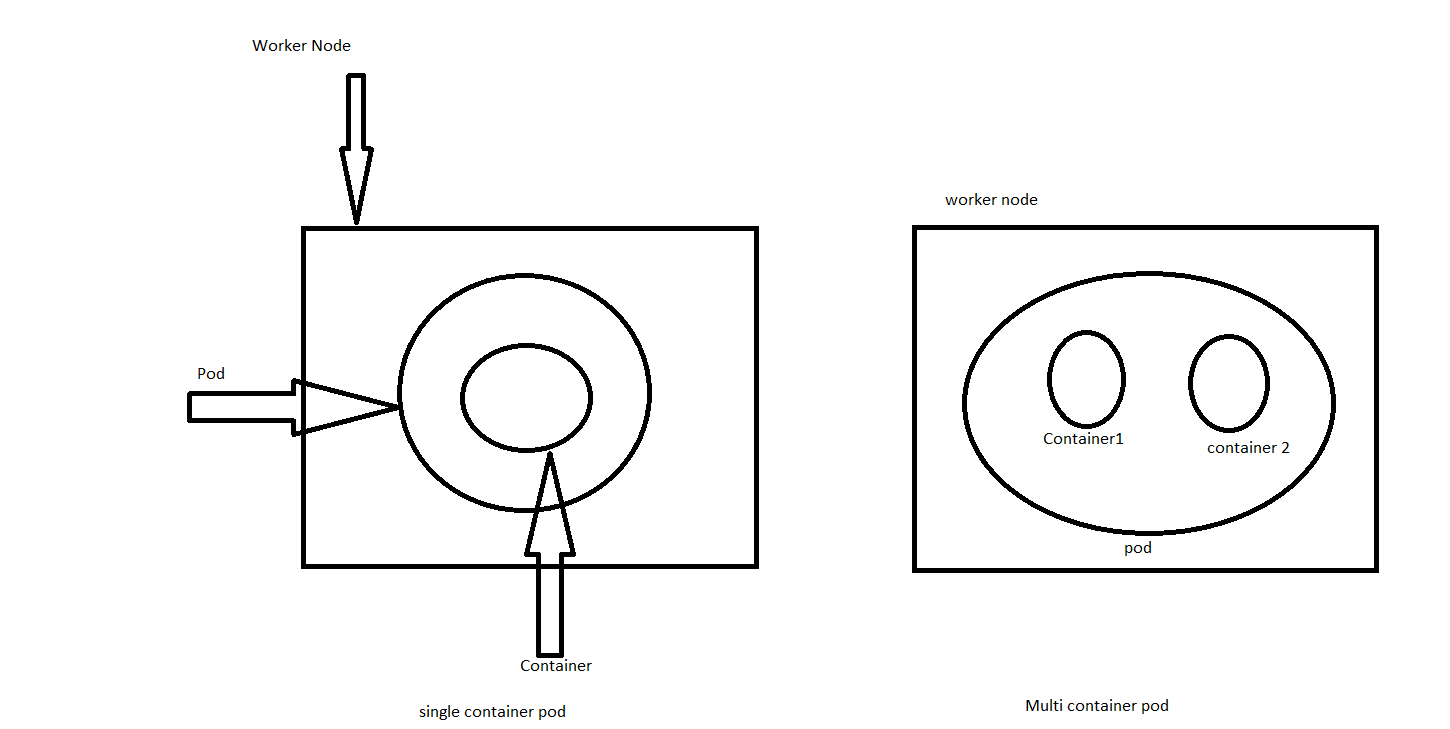 Worker Node
Pod
Container
single container pod
worker node
Container1
container 2
pod
Multi container pod